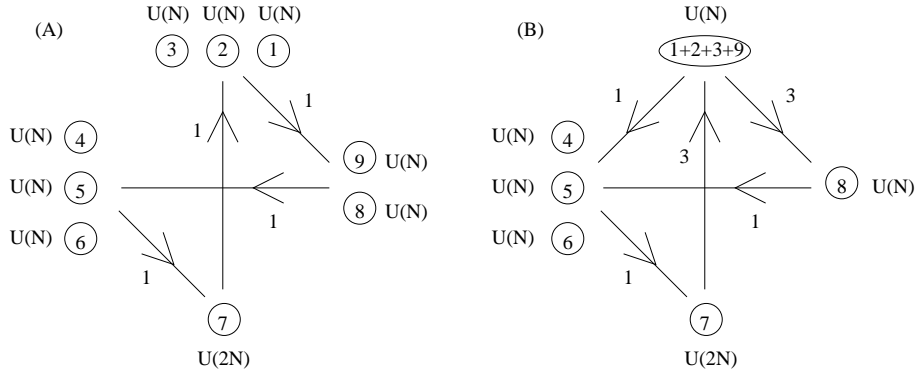 (A)
U(N) U(N) U(N)
3 2 1
1
1
U(N) 4
U(N) 5
U(N) 6
9 U(N)
8 U(N)
1
1
7
U(2N)
(B)
U(N)
1+2+3+9
1
3
3
U(N) 4
U(N) 5
U(N) 6
8 U(N)
1
1
7
U(2N)